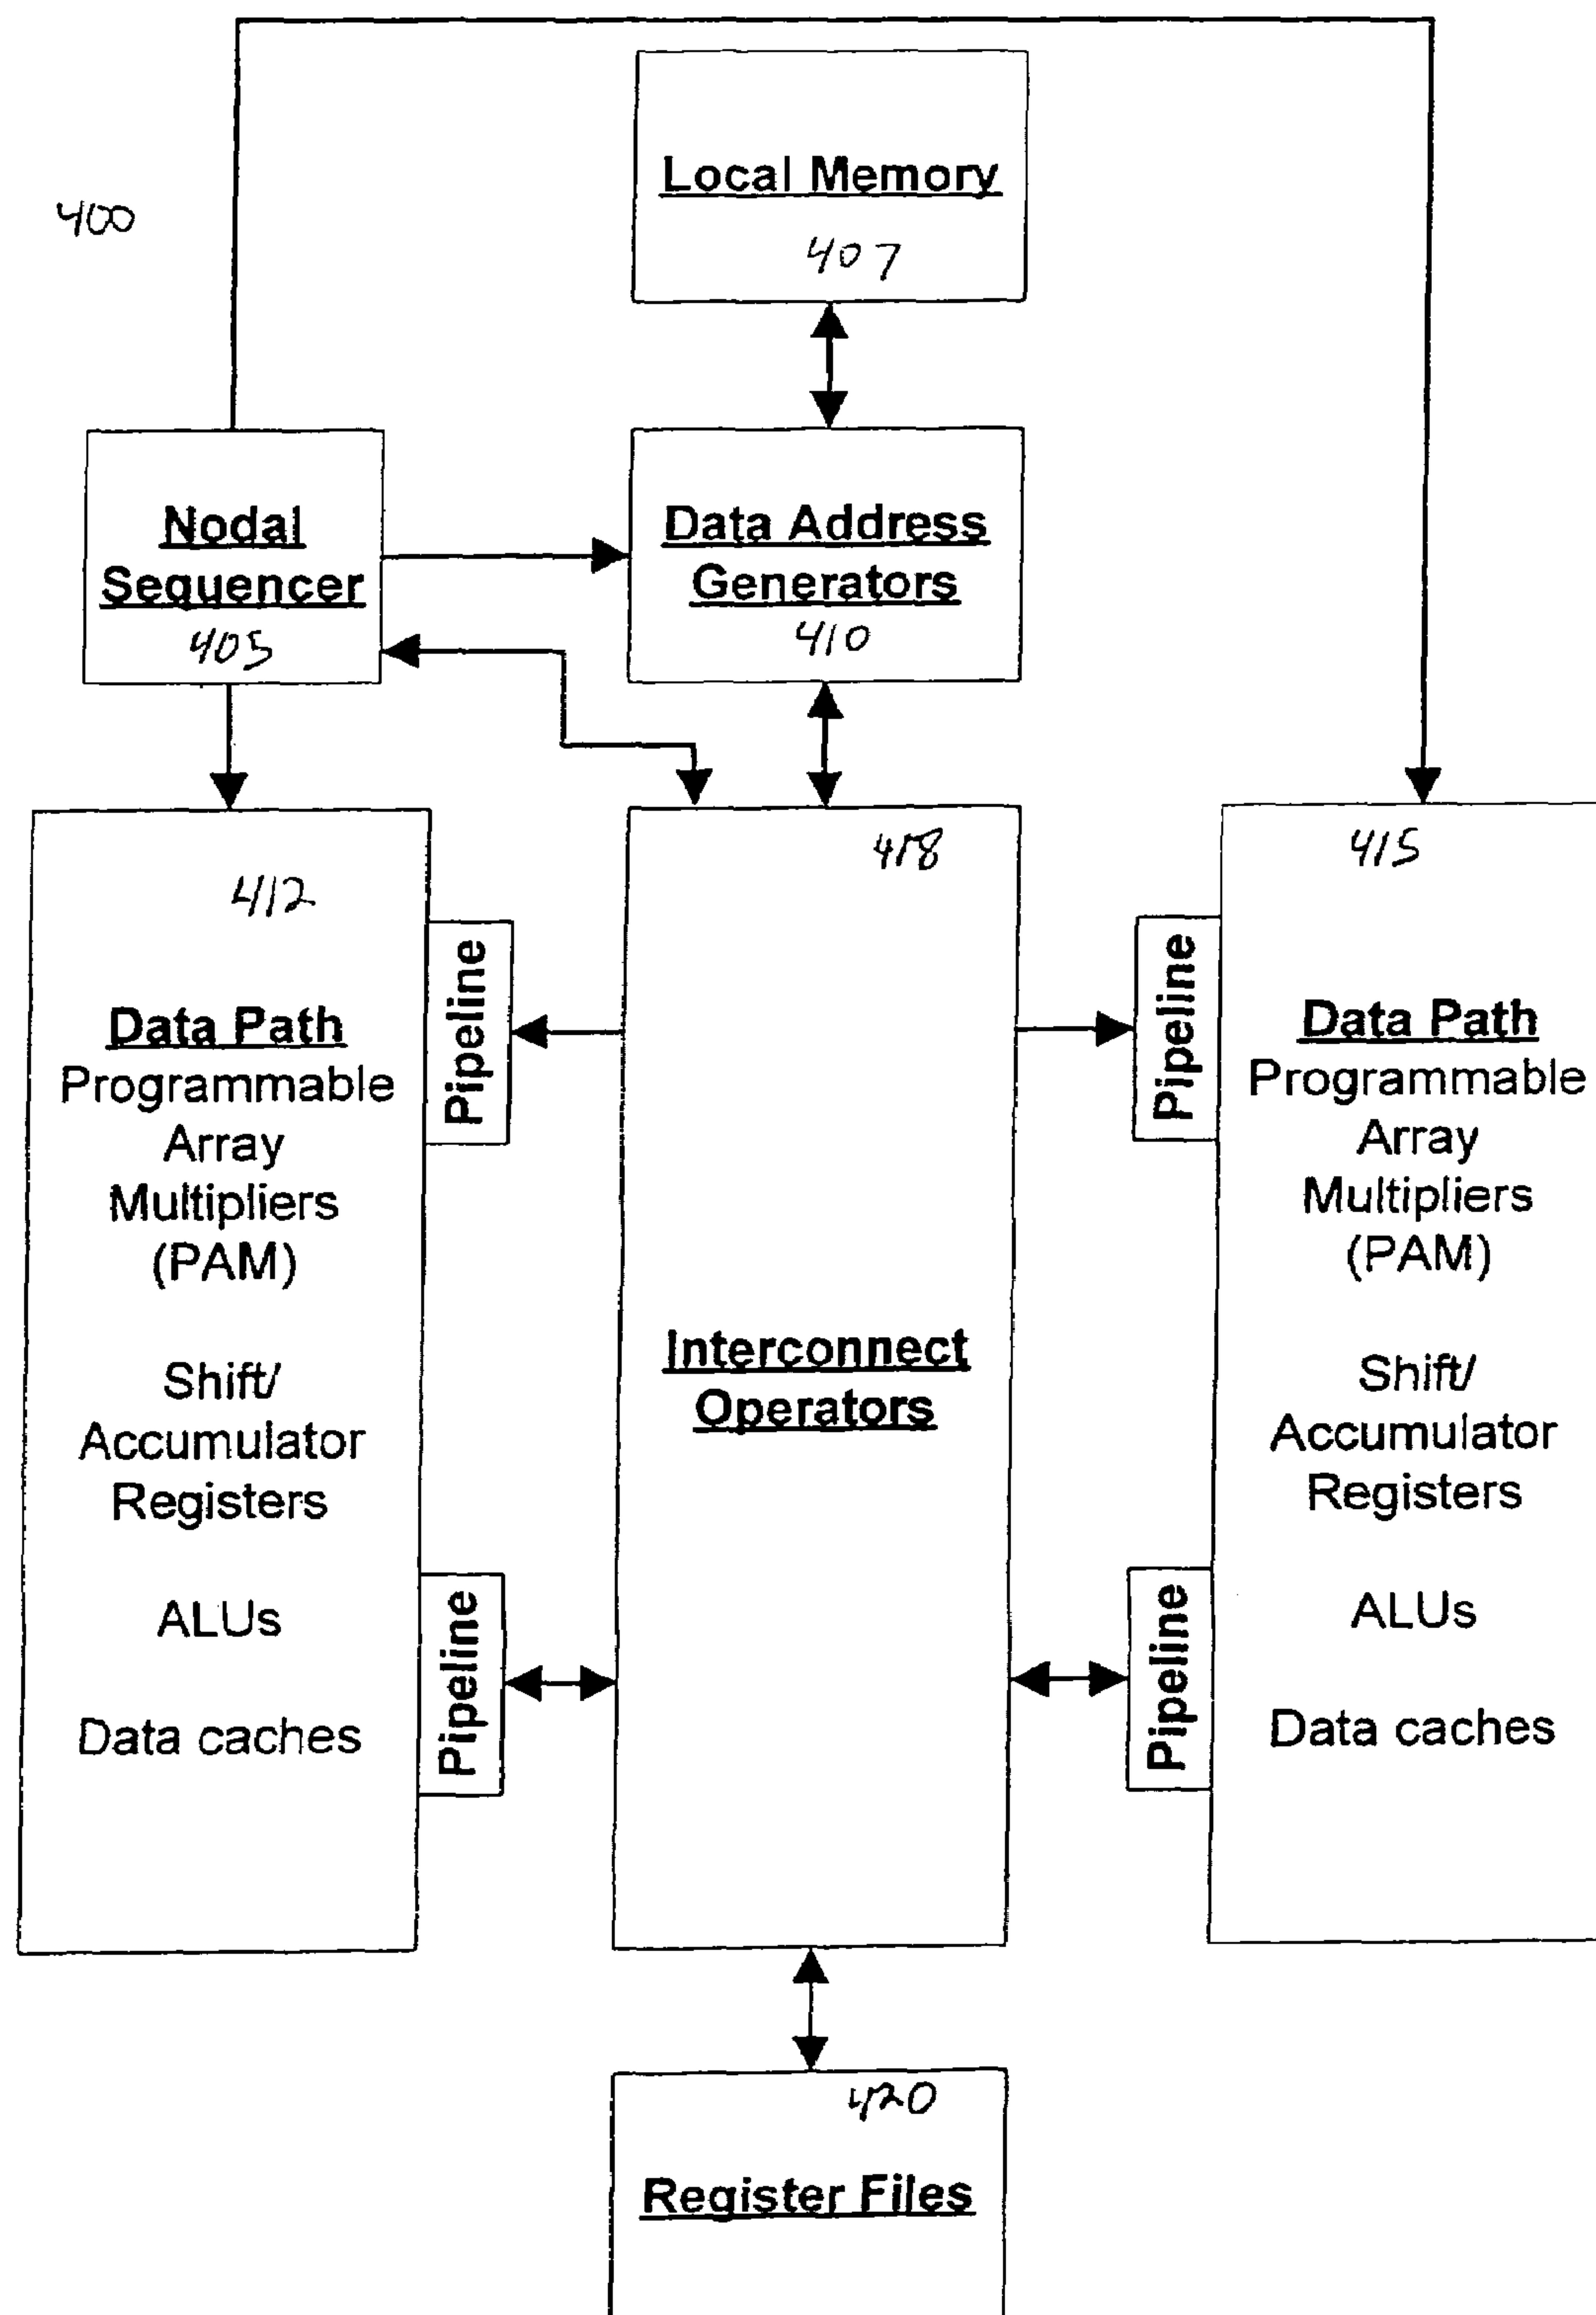 400
Local Memory
407
Nodal
Sequencer
405
Data Address
Generators
410
412
Data Path
Programmable
Array
Multipliers
(PAM)
Shift/
Accumulator
Registers
ALUs
Data caches
Pipeline
Pipeline
418
Interconnect
Operators
Pipeline
Pipeline
415
Data Path
Programmable
Array
Multipliers
(PAM)
Shift/
Accumulator
Registers
ALUs
Data caches
420
Register Files